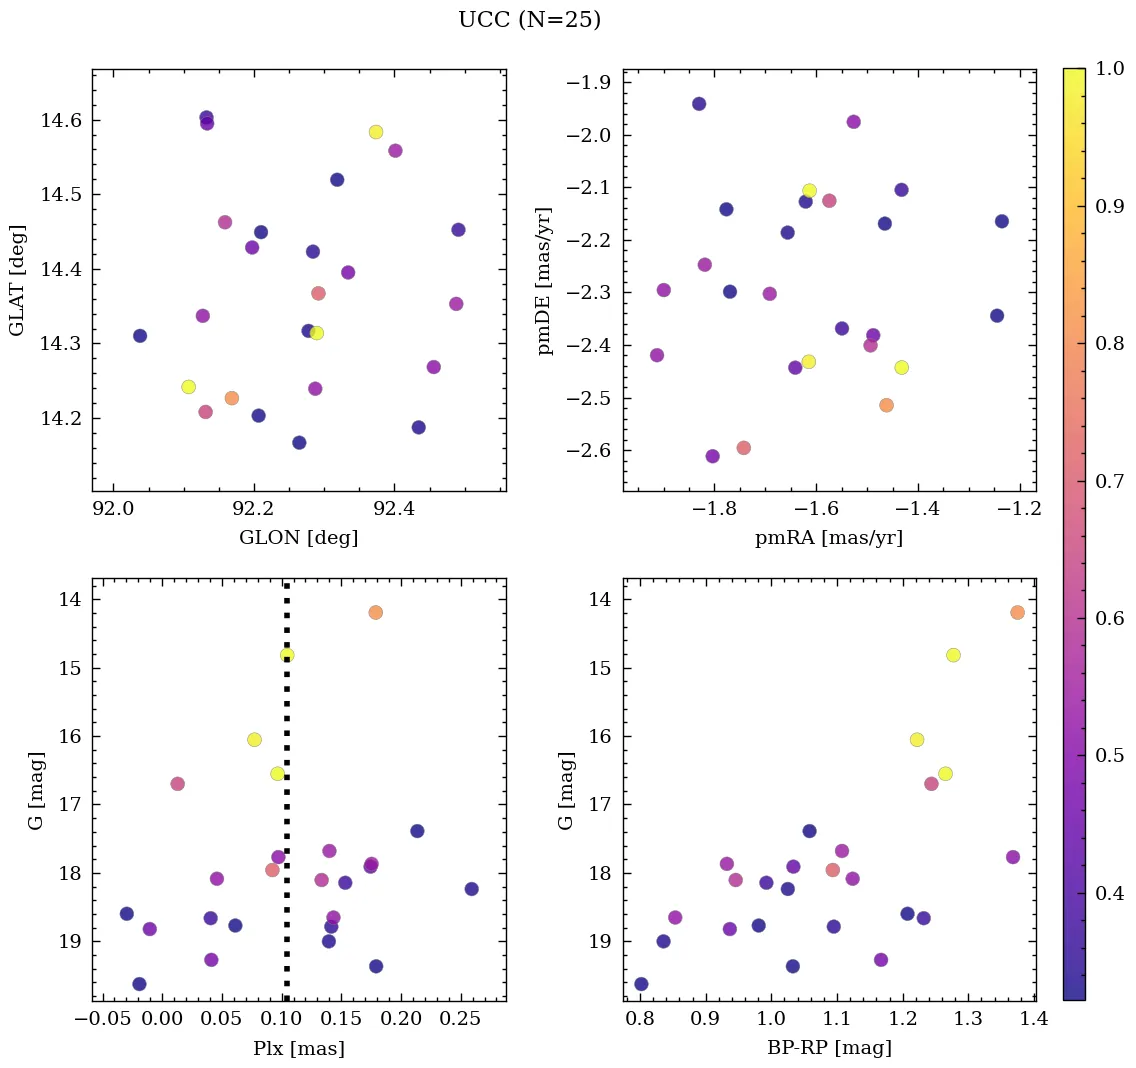 UCC (N=25)
14.6
14.5
14.4
14.3
14.2
GLAT [deg]
92.0 92.2 92.4
GLON [deg]
−1.9
−2.0
−2.1
−2.2
−2.3
−2.4
−2.5
−2.6
pmDE [mas/yr]
−1.8 −1.6 −1.4 −1.2
pmRA [mas/yr]
14
15
16
17
18
19
G [mag]
−0.05 0.00 0.05 0.10 0.15 0.20 0.25
Plx [mas]
14
15
16
17
18
19
G [mag]
0.8 0.9 1.0 1.1 1.2 1.3 1.4
BP-RP [mag]
1.0
0.9
0.8
0.7
0.6
0.5
0.4